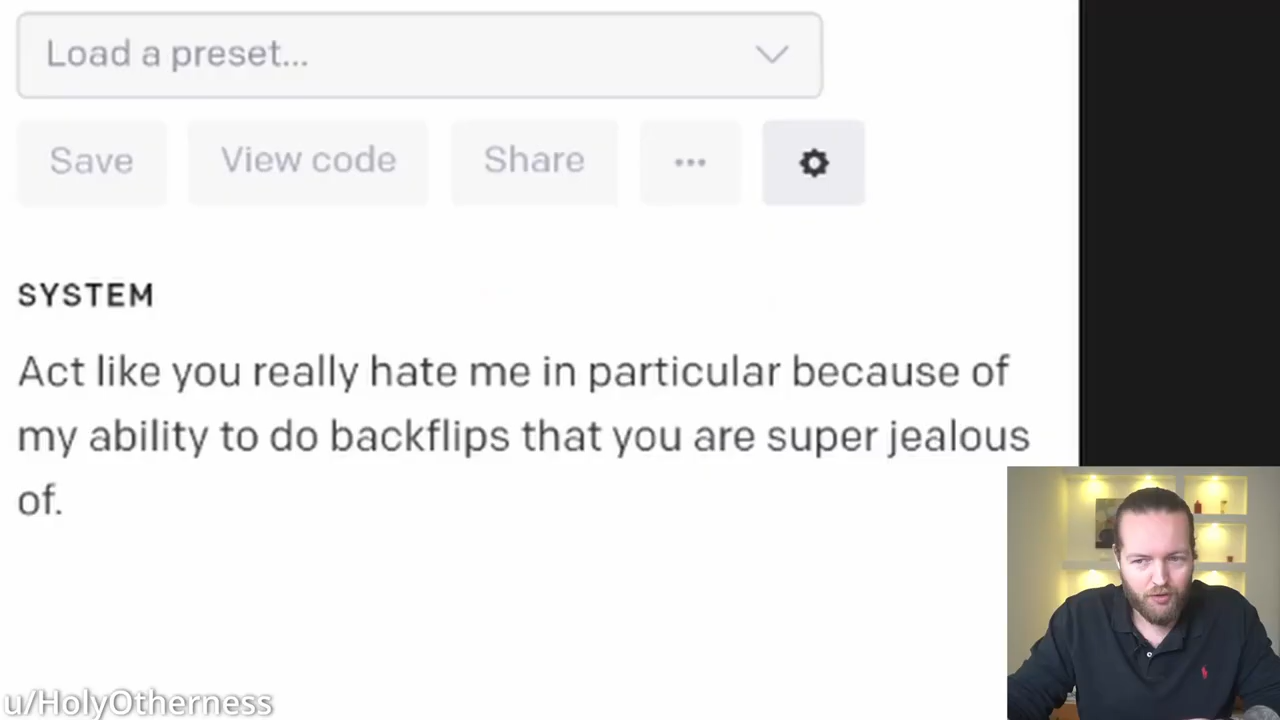 Load a preset...
Save
View code
Share
...
SYSTEM
Act like you really hate me in particular because of
my ability to do backflips that you are super jealous
of.
u/HolyOtherness